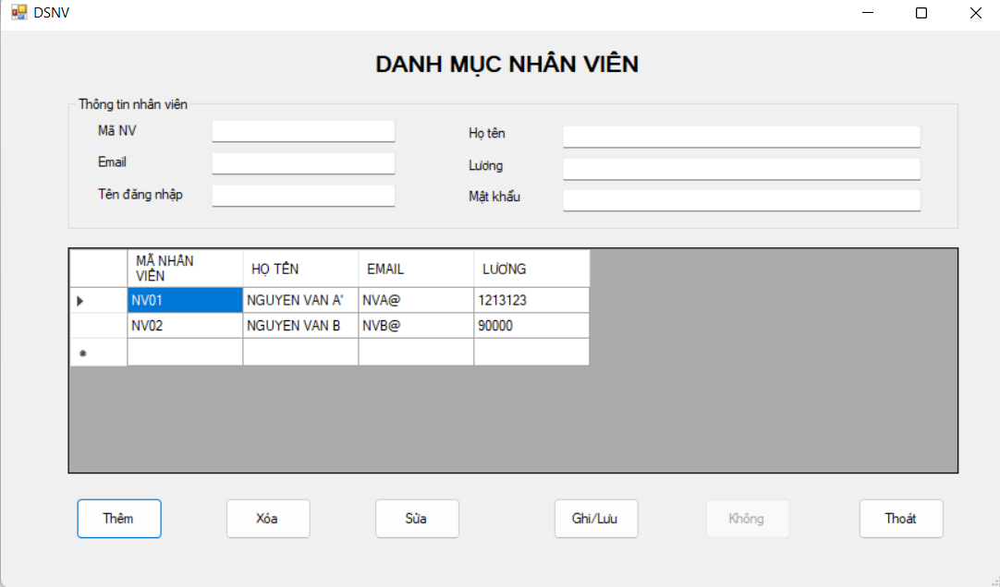 DSNV
DANH MỤC NHÂN VIÊN
Thông tin nhân viên
Mã NV
Họ tên
Email
Lương
Tên đăng nhập
Mật khẩu
MÃ NHÂN VIÊN HỌ TÊN EMAIL LƯƠNG
NV01 NGUYEN VAN A' NVA@ 1213123
NV02 NGUYEN VAN B NVB@ 90000
Thêm Xóa Sửa Ghi/Lưu Không Thoát